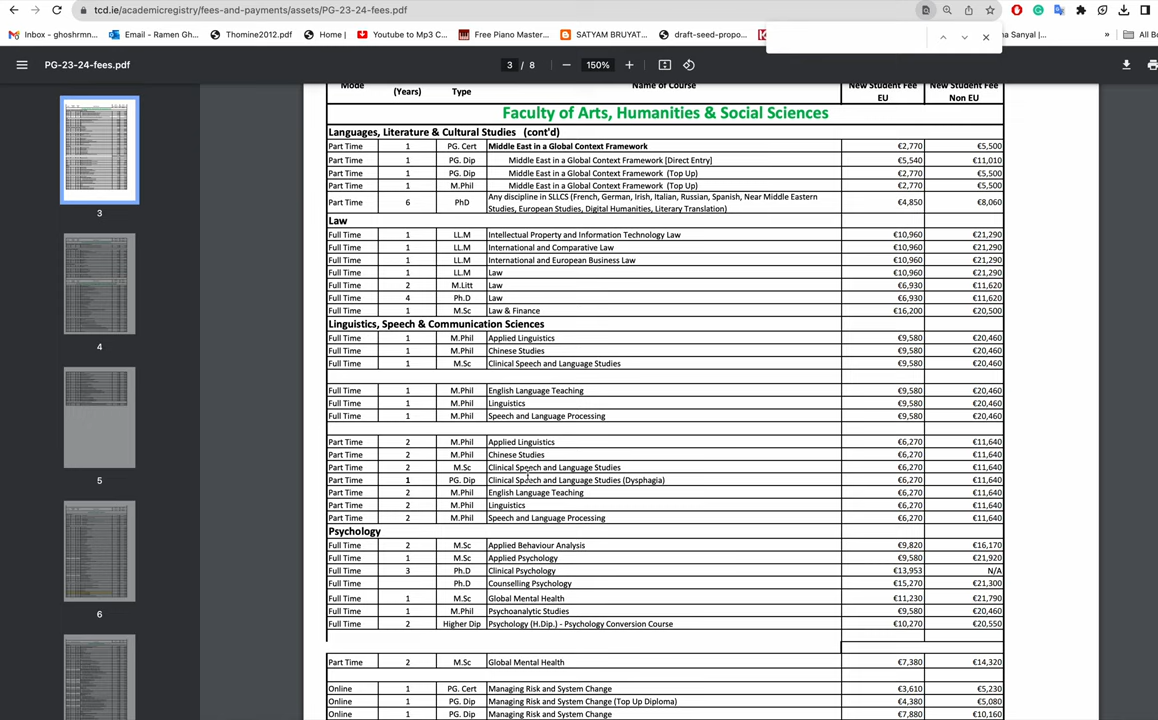 tcd.ie/academicregistry/fees-and-payments/assets/PG-23-24-fees.pdf
Inbox - ghoshrmn... Email - Ramen Gh... Thomine2012.pdf Home | Youtube to Mp3 C... Free Piano Master... SATYAM BRUYAT... draft-seed-propo... na Sanyal |... » All Bo
PG-23-24-fees.pdf 3 / 8 150%
Mode (Years) Type Name of Course New Student Fee EU New Student Fee Non EU
Faculty of Arts, Humanities & Social Sciences
Languages, Literature & Cultural Studies (cont'd)
Part Time 1 PG. Cert Middle East in a Global Context Framework €2,770 €5,500
Part Time 1 PG. Dip Middle East in a Global Context Framework [Direct Entry] €5,540 €11,010
Part Time 1 PG. Dip Middle East in a Global Context Framework (Top Up) €2,770 €5,500
Part Time 1 M.Phil Middle East in a Global Context Framework (Top Up) €2,770 €5,500
Part Time 6 PhD Any discipline in SLLCS (French, German, Irish, Italian, Russian, Spanish, Near Middle Eastern
Studies, European Studies, Digital Humanities, Literary Translation) €4,850 €8,060
Law
Full Time 1 LL.M Intellectual Property and Information Technology Law €10,960 €21,290
Full Time 1 LL.M International and Comparative Law €10,960 €21,290
Full Time 1 LL.M International and European Business Law €10,960 €21,290
Full Time 1 LL.M Law €10,960 €21,290
Full Time 2 M.Litt Law €6,930 €11,620
Full Time 4 Ph.D Law €6,930 €11,620
Full Time 1 M.Sc Law & Finance €16,200 €20,500
Linguistics, Speech & Communication Sciences
Full Time 1 M.Phil Applied Linguistics €9,580 €20,460
Full Time 1 M.Phil Chinese Studies €9,580 €20,460
Full Time 1 M.Sc Clinical Speech and Language Studies €9,580 €20,460
Full Time 1 M.Phil English Language Teaching €9,580 €20,460
Full Time 1 M.Phil Linguistics €9,580 €20,460
Full Time 1 M.Phil Speech and Language Processing €9,580 €20,460
Part Time 2 M.Phil Applied Linguistics €6,270 €11,640
Part Time 2 M.Phil Chinese Studies €6,270 €11,640
Part Time 2 M.Sc Clinical Speech and Language Studies €6,270 €11,640
Part Time 1 PG. Dip Clinical Speech and Language Studies (Dysphagia) €6,270 €11,640
Part Time 2 M.Phil English Language Teaching €6,270 €11,640
Part Time 2 M.Phil Linguistics €6,270 €11,640
Part Time 2 M.Phil Speech and Language Processing €6,270 €11,640
Psychology
Full Time 2 M.Sc Applied Behaviour Analysis €9,820 €16,170
Full Time 1 M.Sc Applied Psychology €9,580 €21,920
Full Time 3 Ph.D Clinical Psychology €13,953 N/A
Full Time Ph.D Counselling Psychology €15,270 €21,300
Full Time 1 M.Sc Global Mental Health €11,230 €21,790
Full Time 1 M.Phil Psychoanalytic Studies €9,580 €20,460
Full Time 2 Higher Dip Psychology (H.Dip.) - Psychology Conversion Course €10,270 €20,550
Part Time 2 M.Sc Global Mental Health €7,380 €14,320
Online 1 PG. Cert Managing Risk and System Change €3,610 €5,230
Online 1 PG. Dip Managing Risk and System Change (Top Up Diploma) €4,380 €5,080
Online 1 PG. Dip Managing Risk and System Change €7,880 €10,160
3
4
5
6